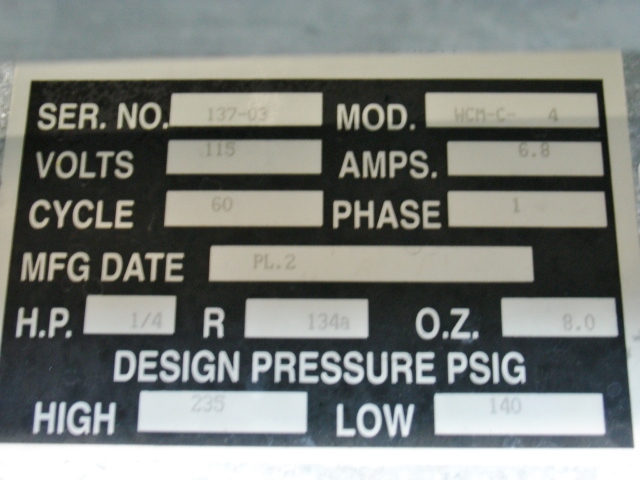 SER. NO. 137-03 MOD. WCM-C- 4
VOLTS 115 AMPS. 6.8
CYCLE 60 PHASE 1
MFG DATE PL.2
H.P. 1/4 R 134a O.Z. 8.0
DESIGN PRESSURE PSIG
HIGH 235 LOW 140